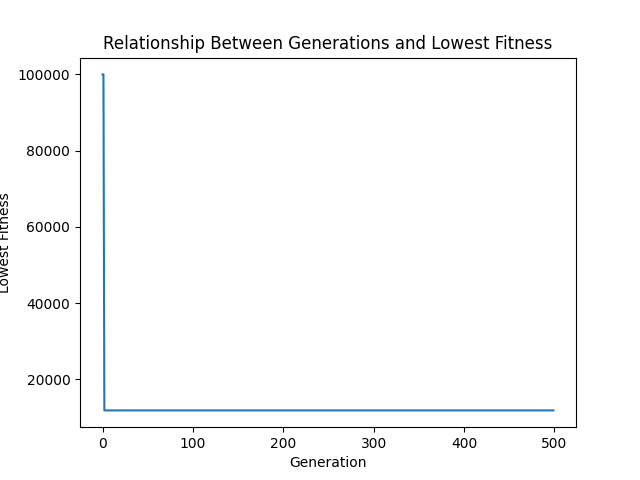 Relationship Between Generations and Lowest Fitness
100000
80000
60000
40000
20000
Lowest Fitness
0 100 200 300 400 500
Generation